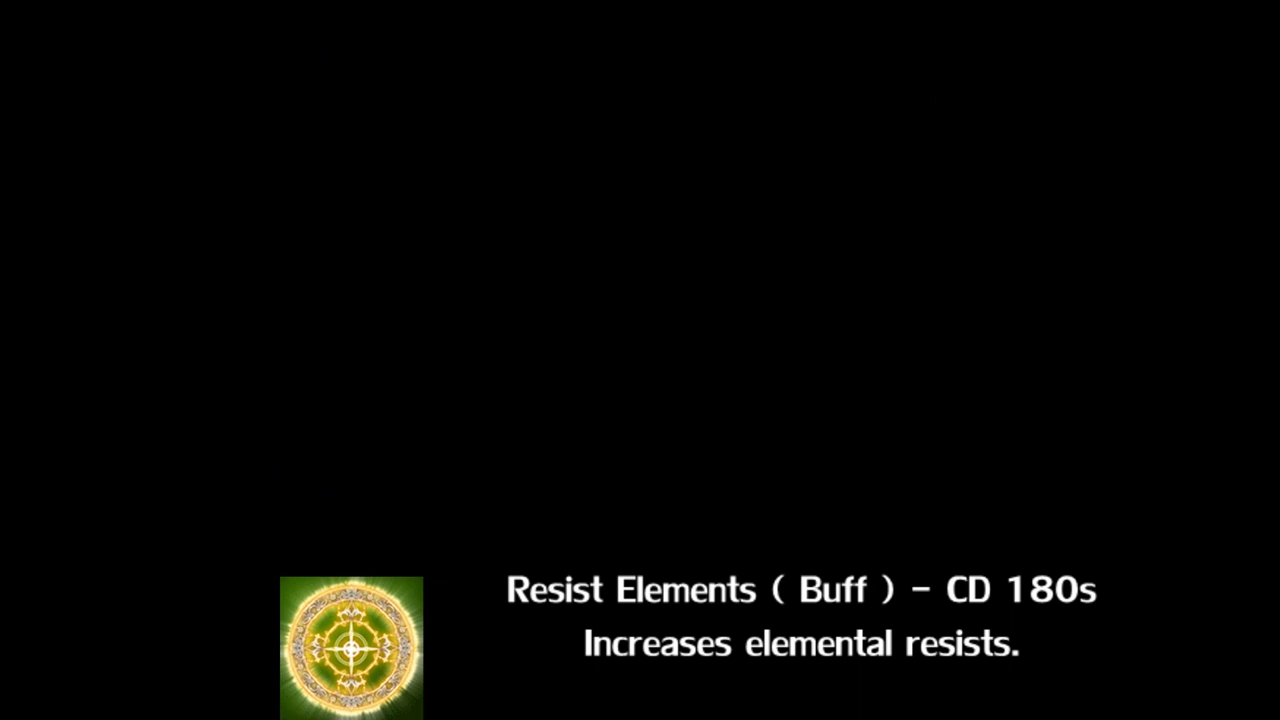 Resist Elements ( Buff ) - CD 180s
Increases elemental resists.